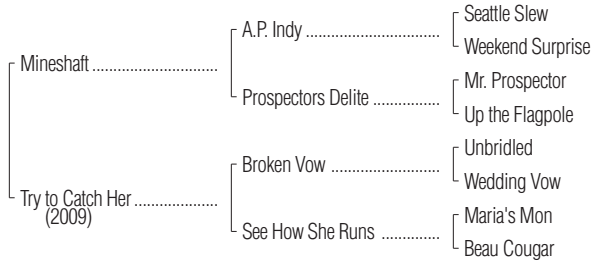 Seattle Slew
A.P. Indy ................................
Weekend Surprise
Mineshaft ..............................
Mr. Prospector
Prospectors Delite ................
Up the Flagpole
Unbridled
Broken Vow ..........................
Wedding Vow
Try to Catch Her ....................
(2009)
Maria's Mon
See How She Runs ..............
Beau Cougar